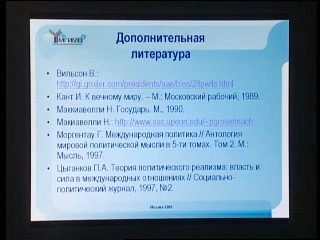 МГИМО
Дополнительная
литература
• Вильсон В.:
http://gi.grolier.com/presidents/aae/bios/28pwils.html
• Кант И. К вечному миру. – М.: Московский рабочий, 1989.
• Маккиавелли Н. Государь. М., 1990.
• Макиавелли Н.: http://www.sas.upenn.edu/~pgrose/mach
• Моргентау Г. Международная политика // Антология
мировой политической мысли в 5-ти томах. Том 2. М.:
Мысль, 1997.
• Цыганков П.А. Теория политического реализма: власть и
сила в международных отношениях // Социально-
политический журнал, 1997, №2.